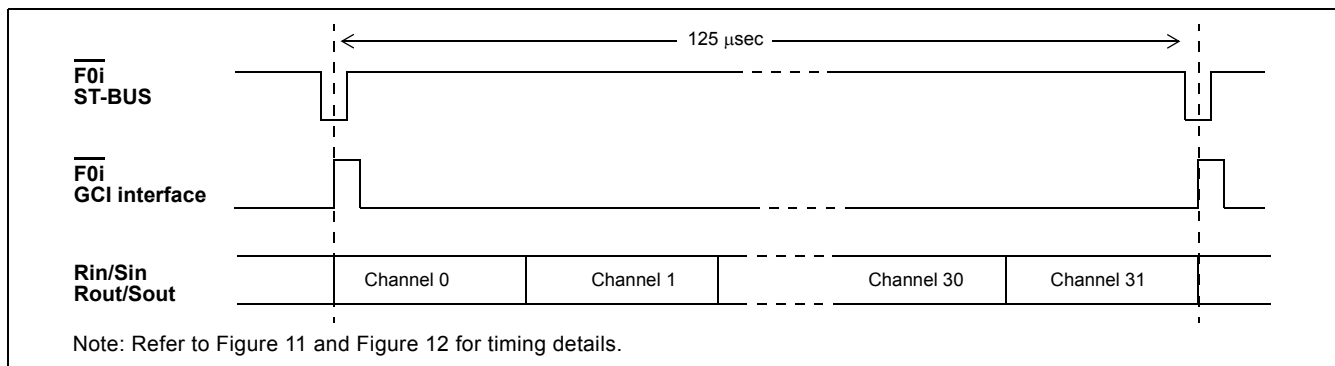 125 μsec
F0i
ST-BUS
F0i
GCI interface
Rin/Sin
Rout/Sout
Channel 0
Channel 1
Channel 30
Channel 31
Note: Refer to Figure 11 and Figure 12 for timing details.